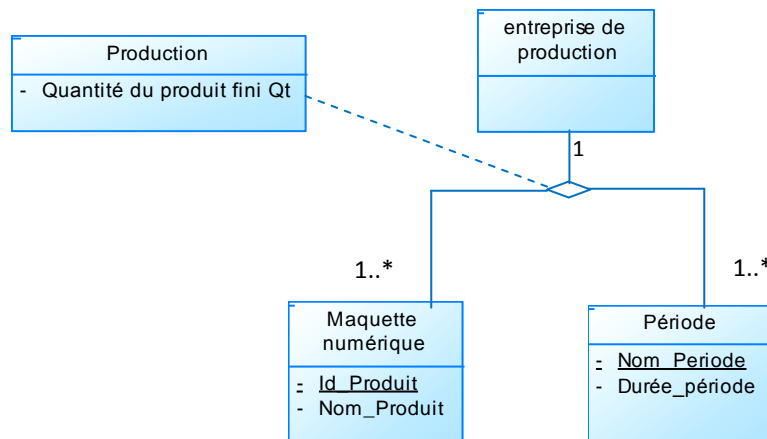 Production
- Quantité du produit fini Qt
entreprise de
production
1
1..*
1..*
Maquette
numérique
- Id_Produit
- Nom_Produit
Période
- Nom_Periode
- Durée_période